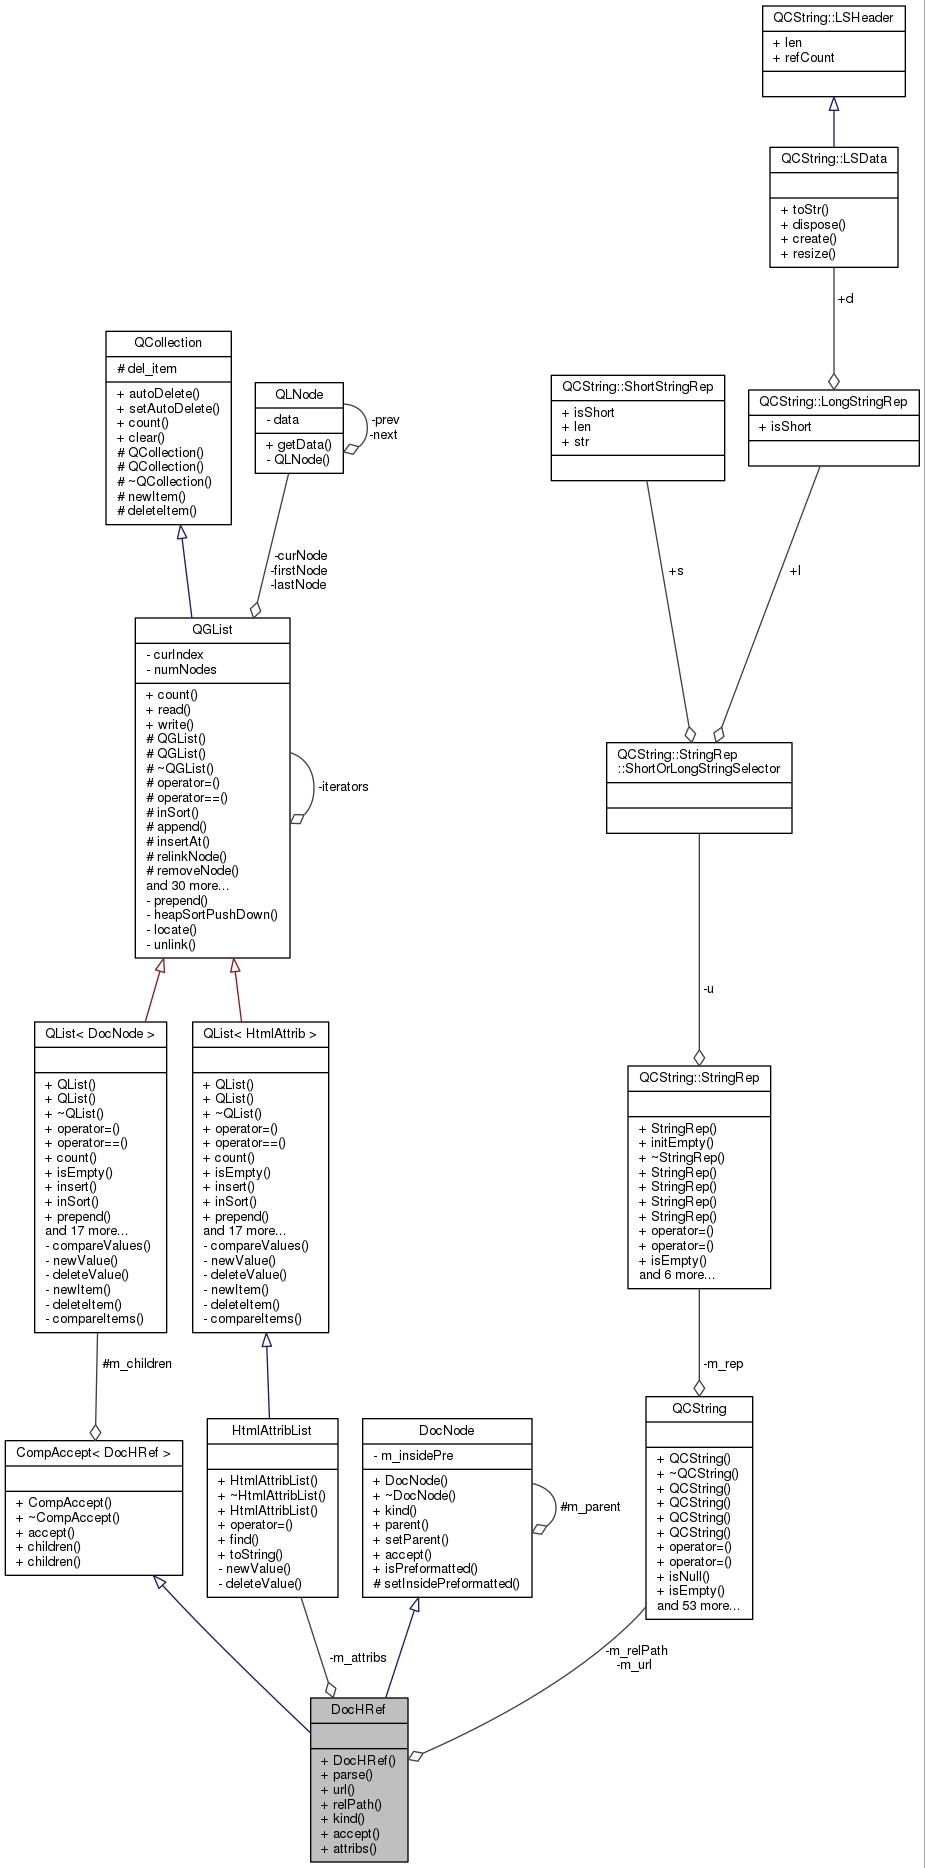 QCString::LSHeader
+ len
+ refCount
QCString::LSData
+ toStr()
+ dispose()
+ create()
+ resize()
+d
QCollection
# del_item
+ autoDelete()
+ setAutoDelete()
+ count()
+ clear()
# QCollection()
# QCollection()
# ~QCollection()
# newItem()
# deleteItem()
QLNode
- data
+ getData()
- QLNode()
-prev
-next
QCString::ShortStringRep
+ isShort
+ len
+ str
QCString::LongStringRep
+ isShort
-curNode
-firstNode
-lastNode
+s
+l
QGList
- curIndex
- numNodes
+ count()
+ read()
+ write()
# QGList()
# QGList()
# ~QGList()
# operator=()
# operator==()
# inSort()
# append()
# insertAt()
# relinkNode()
# removeNode()
and 30 more...
- prepend()
- heapSortPushDown()
- locate()
- unlink()
-iterators
QCString::StringRep
::ShortOrLongStringSelector
-u
QList< DocNode >
+ QList()
+ QList()
+ ~QList()
+ operator=()
+ operator==()
+ count()
+ isEmpty()
+ insert()
+ inSort()
+ prepend()
and 17 more...
- compareValues()
- newValue()
- deleteValue()
- newItem()
- deleteItem()
- compareItems()
QList< HtmlAttrib >
+ QList()
+ QList()
+ ~QList()
+ operator=()
+ operator==()
+ count()
+ isEmpty()
+ insert()
+ inSort()
+ prepend()
and 17 more...
- compareValues()
- newValue()
- deleteValue()
- newItem()
- deleteItem()
- compareItems()
QCString::StringRep
+ StringRep()
+ initEmpty()
+ ~StringRep()
+ StringRep()
+ StringRep()
+ StringRep()
+ StringRep()
+ operator=()
+ operator=()
+ isEmpty()
and 6 more...
#m_children
-m_rep
CompAccept< DocHRef >
+ CompAccept()
+ ~CompAccept()
+ accept()
+ children()
+ children()
HtmlAttribList
+ HtmlAttribList()
+ ~HtmlAttribList()
+ HtmlAttribList()
+ operator=()
+ find()
+ toString()
- newValue()
- deleteValue()
DocNode
- m_insidePre
+ DocNode()
+ ~DocNode()
+ kind()
+ parent()
+ setParent()
+ accept()
+ isPreformatted()
# setInsidePreformatted()
#m_parent
QCString
+ QCString()
+ ~QCString()
+ QCString()
+ QCString()
+ QCString()
+ QCString()
+ operator=()
+ operator=()
+ isNull()
+ isEmpty()
and 53 more...
-m_attribs
-m_relPath
-m_url
DocHRef
+ DocHRef()
+ parse()
+ url()
+ relPath()
+ kind()
+ accept()
+ attribs()